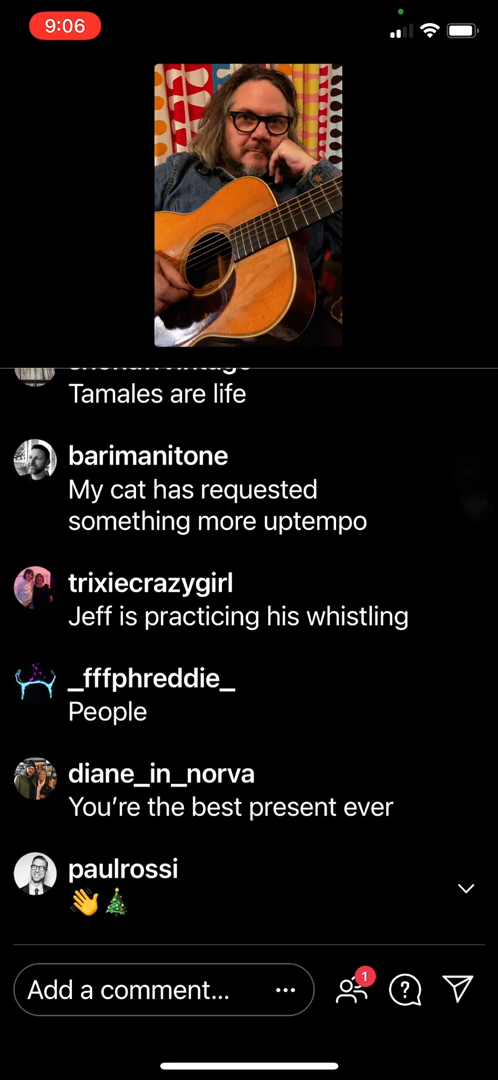 9:06
Tamales are life
barimanitone
My cat has requested
something more uptempo
trixiecrazygirl
Jeff is practicing his whistling
_fffphreddie_
People
diane_in_norva
You’re the best present ever
paulrossi
👋🎄
Add a comment...
1